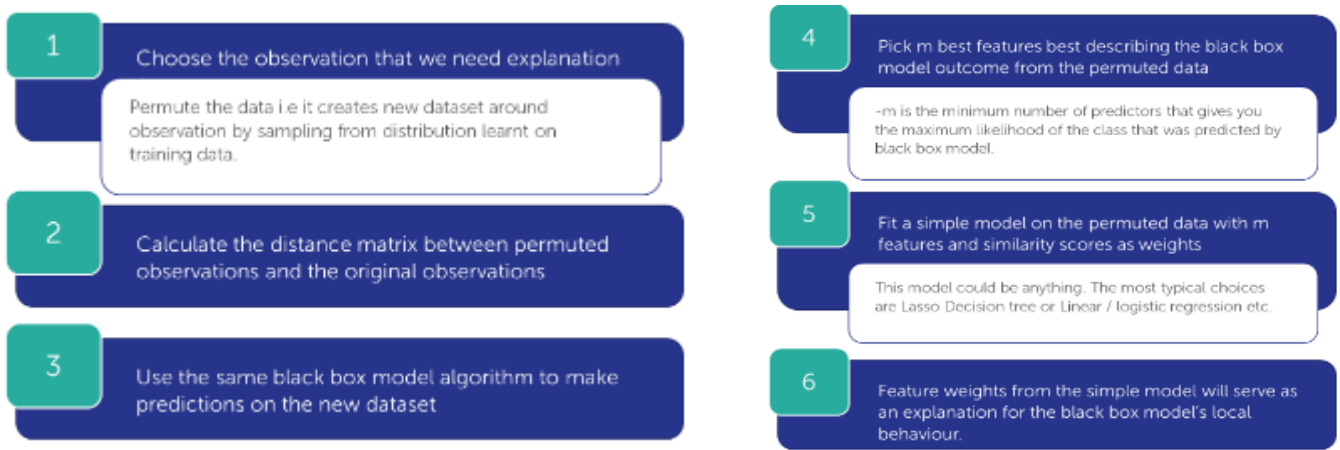 1
Choose the observation that we need explanation
Permute the data i.e it creates new dataset around
observation by sampling from distribution learnt on
training data.
2
Calculate the distance matrix between permuted
observations and the original observations
3
Use the same black box model algorithm to make
predictions on the new dataset
4
Pick m best features best describing the black box
model outcome from the permuted data
-m is the minimum number of predictors that gives you
the maximum likelihood of the class that was predicted by
black box model.
5
Fit a simple model on the permuted data with m
features and similarity scores as weights
This model could be anything. The most typical choices
are Lasso Decision tree or Linear / logistic regression etc.
6
Feature weights from the simple model will serve as
an explanation for the black box model's local
behaviour.